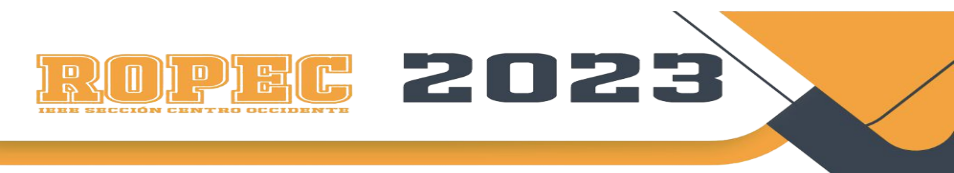 ROPEC 2023
IEEE SECCIÓN CENTRO OCCIDENTE